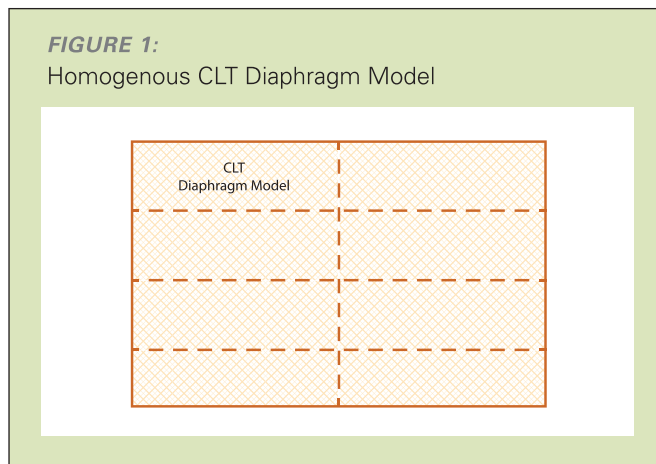 FIGURE 1:
Homogenous CLT Diaphragm Model
CLT
Diaphragm Model